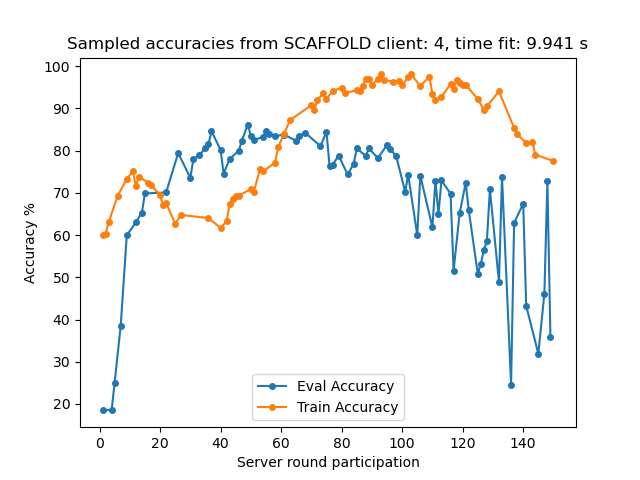 Sampled accuracies from SCAFFOLD client: 4, time fit: 9.941 s
100
90
80
70
60
50
40
30
20
Accuracy %
Eval Accuracy
Train Accuracy
0 20 40 60 80 100 120 140
Server round participation